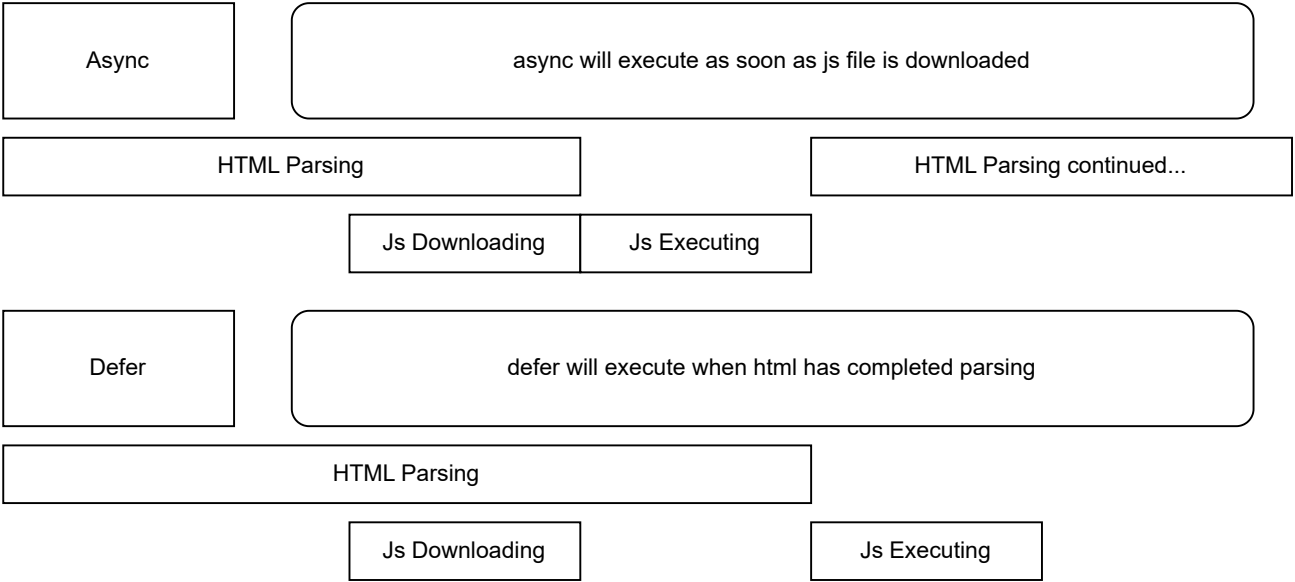 Async
async will execute as soon as js file is downloaded
HTML Parsing
HTML Parsing continued...
Js Downloading
Js Executing
Defer
defer will execute when html has completed parsing
HTML Parsing
Js Downloading
Js Executing